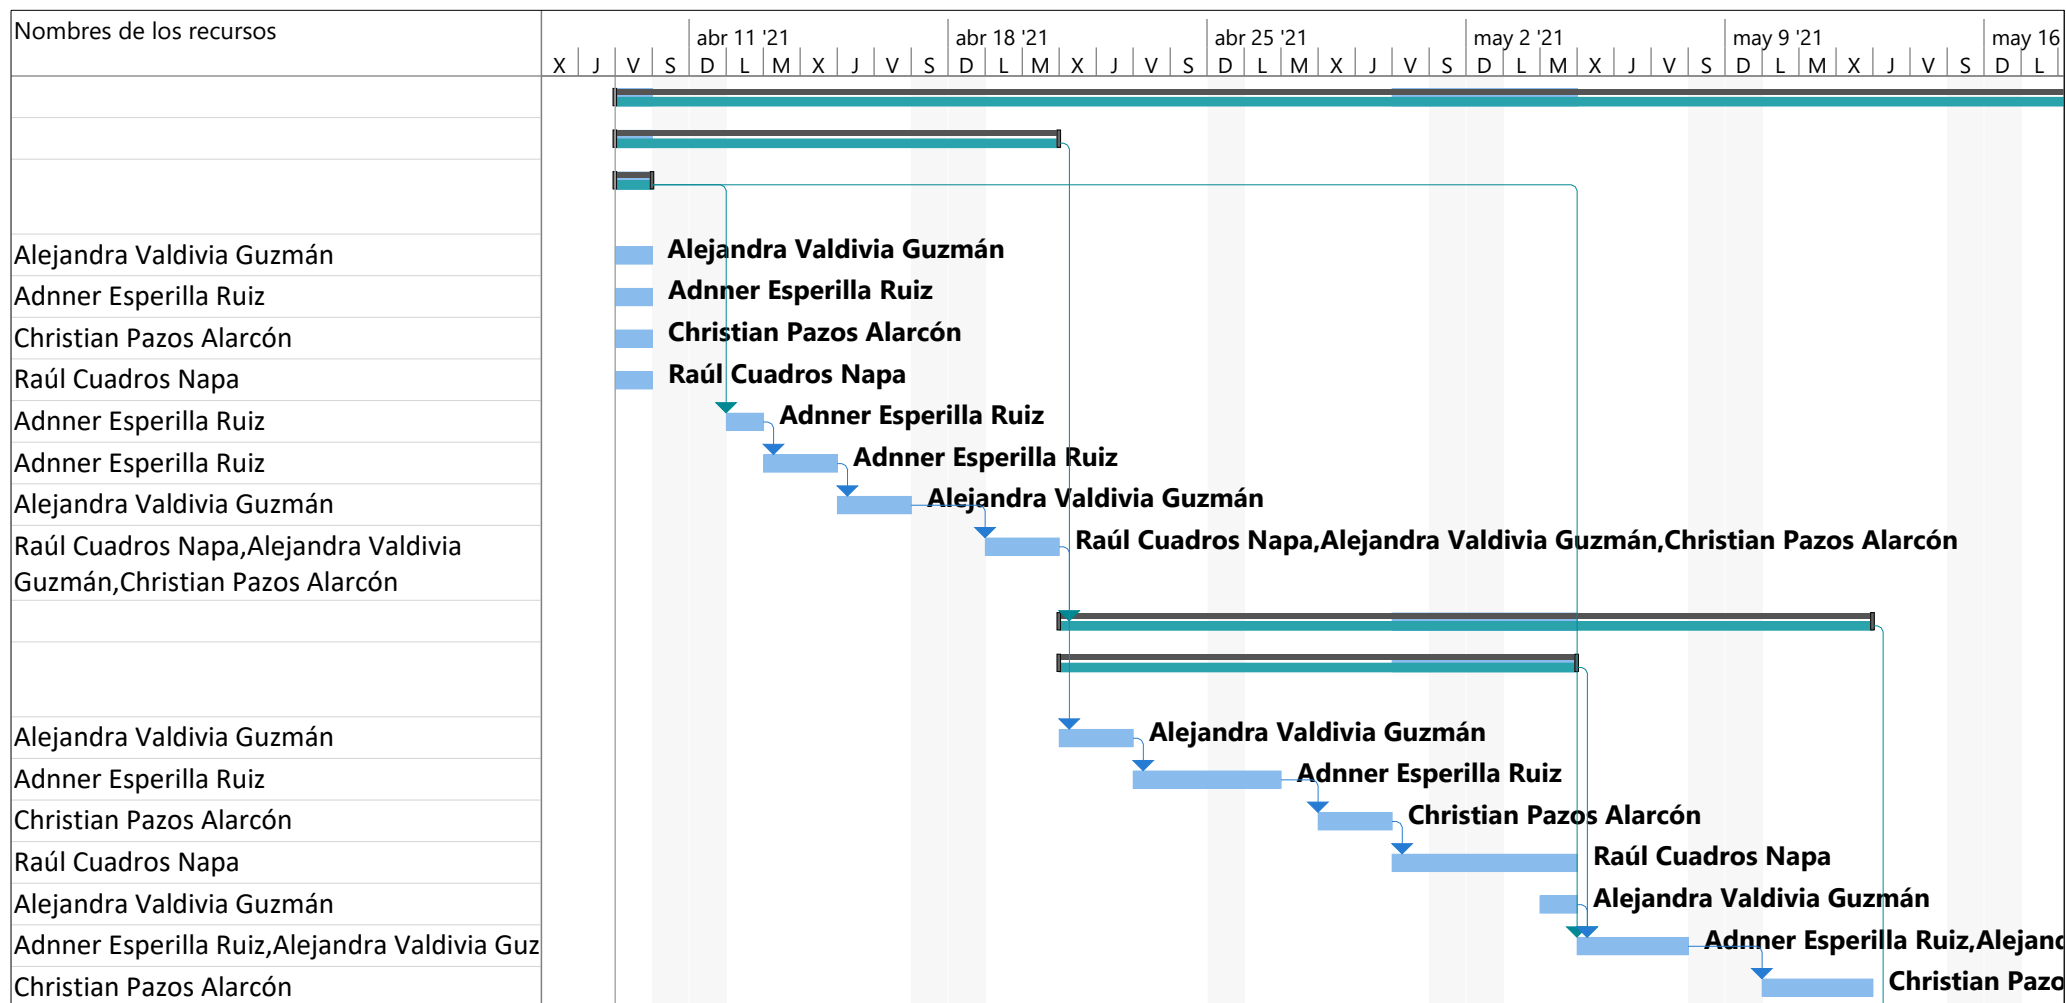 Nombres de los recursos
abr 11 '21 abr 18 '21 abr 25 '21 may 2 '21 may 9 '21 may 16
X J V S D L M X J V S D L M X J V S D L M X J V S D L M X J V S D L M X J V S D L
Alejandra Valdivia Guzmán Alejandra Valdivia Guzmán
Adnner Esperilla Ruiz Adnner Esperilla Ruiz
Christian Pazos Alarcón Christian Pazos Alarcón
Raúl Cuadros Napa Raúl Cuadros Napa
Adnner Esperilla Ruiz Adnner Esperilla Ruiz
Adnner Esperilla Ruiz Adnner Esperilla Ruiz
Alejandra Valdivia Guzmán Alejandra Valdivia Guzmán
Raúl Cuadros Napa,Alejandra Valdivia Raúl Cuadros Napa,Alejandra Valdivia Guzmán,Christian Pazos Alarcón
Guzmán,Christian Pazos Alarcón
Alejandra Valdivia Guzmán Alejandra Valdivia Guzmán
Adnner Esperilla Ruiz Adnner Esperilla Ruiz
Christian Pazos Alarcón Christian Pazos Alarcón
Raúl Cuadros Napa Raúl Cuadros Napa
Alejandra Valdivia Guzmán Alejandra Valdivia Guzmán
Adnner Esperilla Ruiz,Alejandra Valdivia Guz Adnner Esperilla Ruiz,Alejand
Christian Pazos Alarcón Christian Pazo